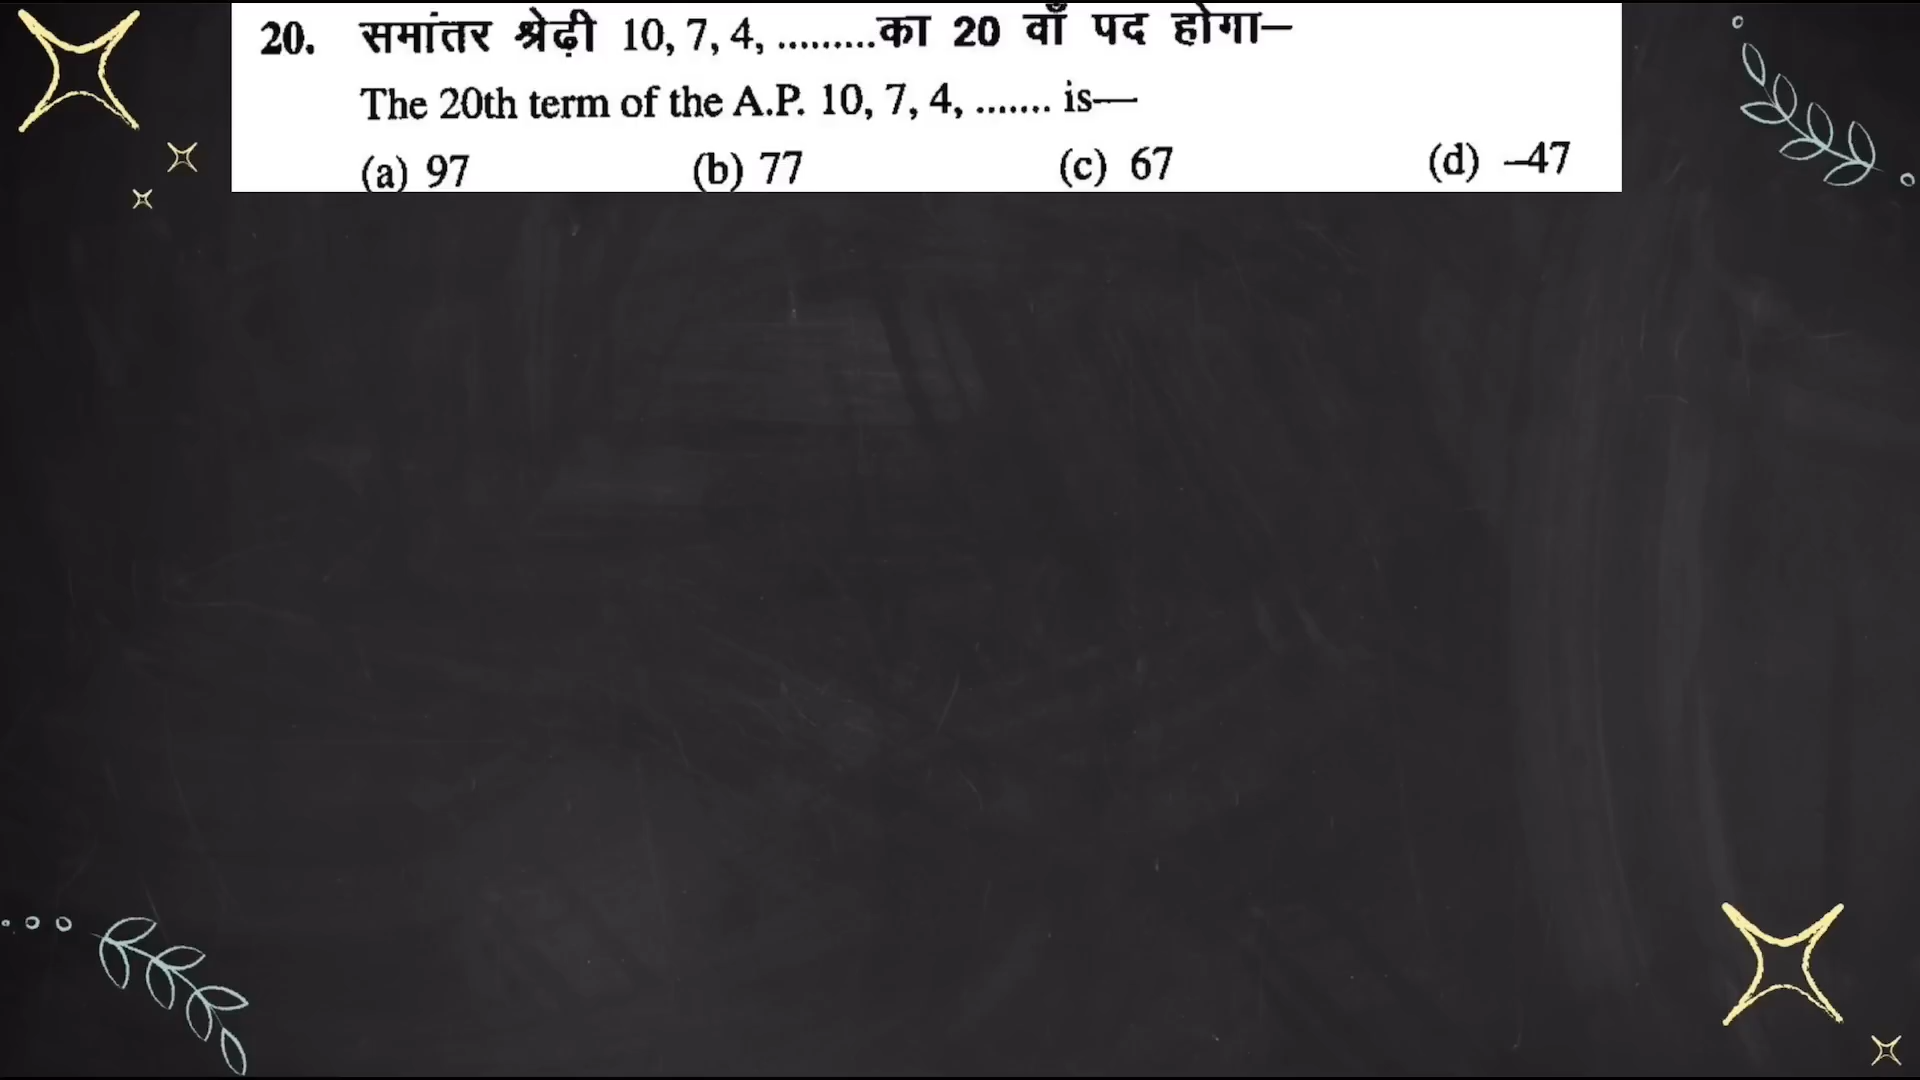 20. समांतर श्रेढ़ी 10, 7, 4, .........का 20 वाँ पद होगा—
The 20th term of the A.P. 10, 7, 4, ....... is—
(a) 97 (b) 77 (c) 67 (d) –47